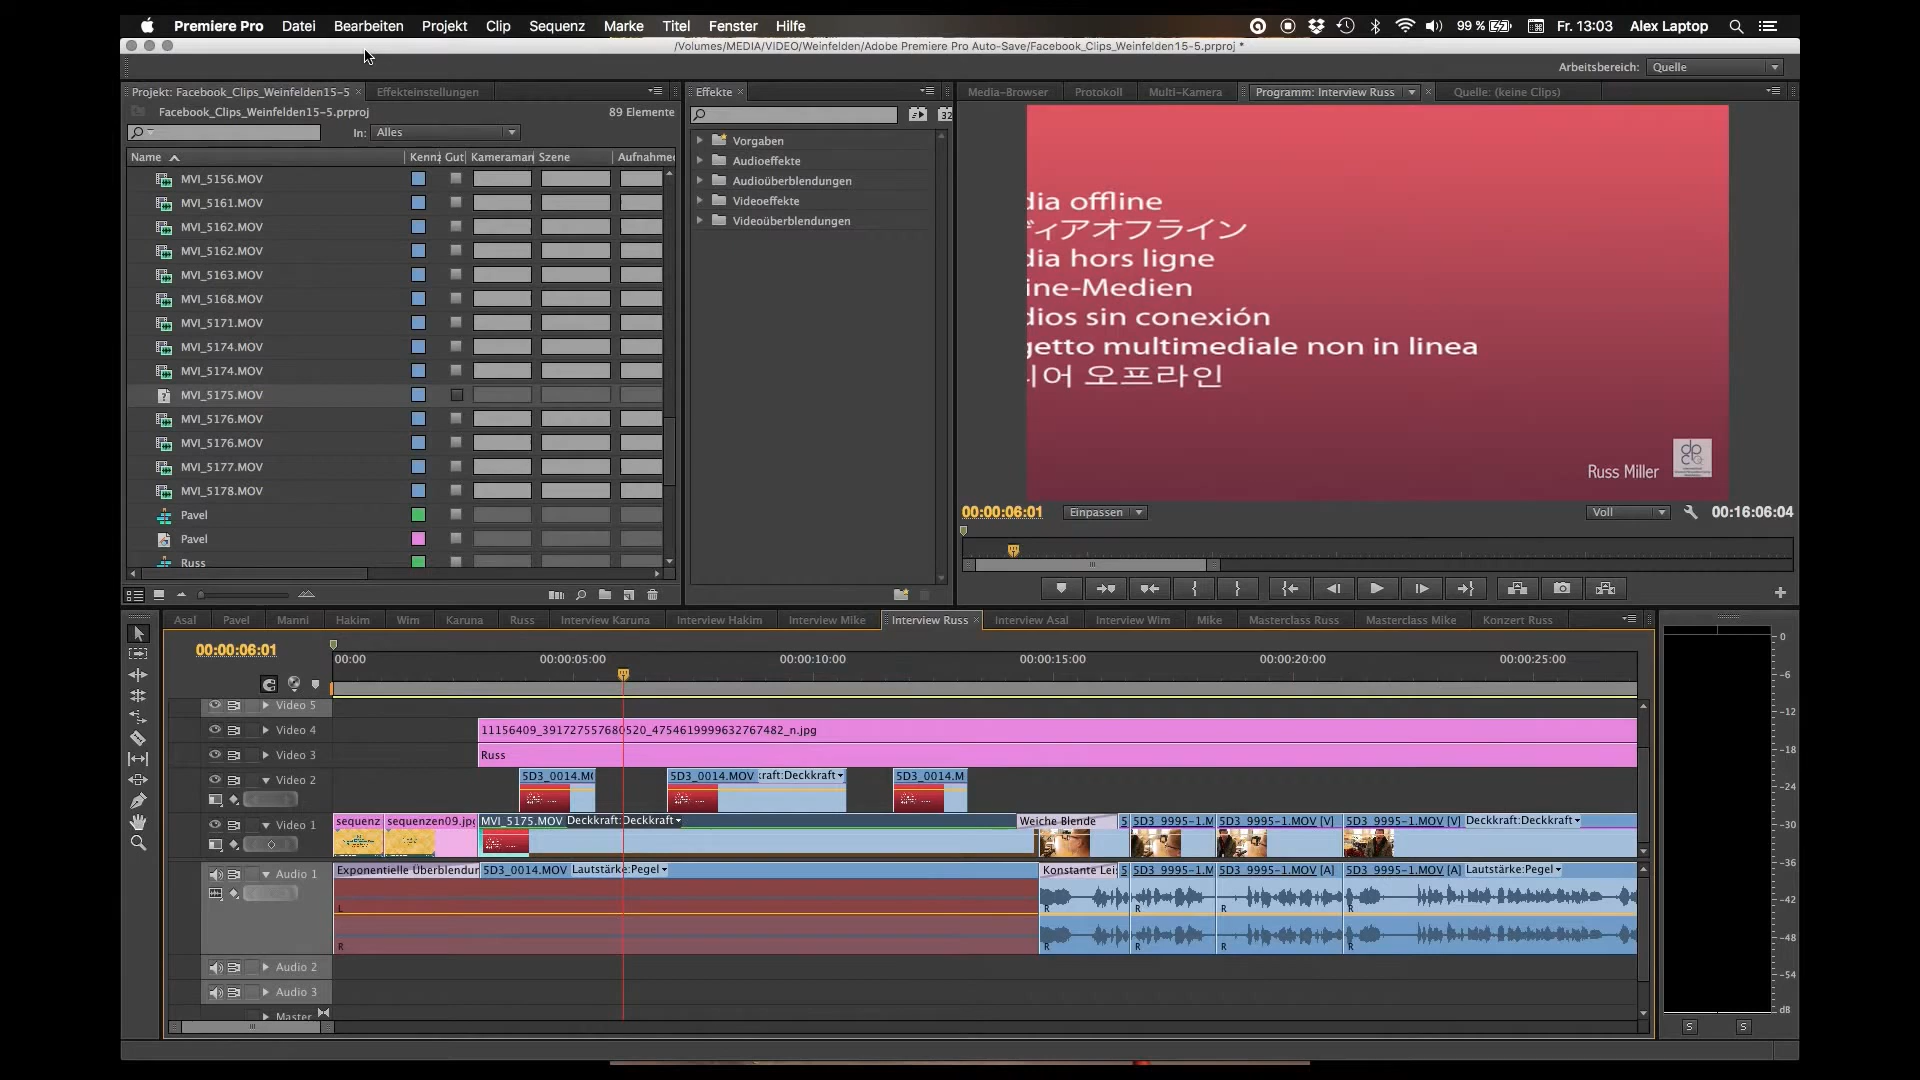 Premiere Pro Datei Bearbeiten Projekt Clip Sequenz Marke Titel Fenster Hilfe 99 % Fr. 13:03 Alex Laptop
/Volumes/MEDIA/VIDEO/Weinfelden/Adobe Premiere Pro Auto-Save/Facebook_Clips_Weinfelden15-5.prproj *
Arbeitsbereich: Quelle
Projekt: Facebook_Clips_Weinfelden15-5 Effekteinstellungen
Effekte
Media-Browser Protokoll Multi-Kamera Programm: Interview Russ Quelle: (keine Clips)
Facebook_Clips_Weinfelden15-5.prproj 89 Elemente
In: Alles
32
Name Kennz Gut Kameraman Szene Aufnahmec
MVI_5156.MOV
MVI_5161.MOV
MVI_5162.MOV
MVI_5162.MOV
MVI_5163.MOV
MVI_5168.MOV
MVI_5171.MOV
MVI_5174.MOV
MVI_5174.MOV
MVI_5175.MOV
MVI_5176.MOV
MVI_5176.MOV
MVI_5177.MOV
MVI_5178.MOV
Pavel
Pavel
Russ
Vorgaben
Audioeffekte
Audioüberblendungen
Videoeffekte
Videoüberblendungen
dia offline
ディアオフライン
dia hors ligne
ine-Medien
dios sin conexión
getto multimediale non in linea
디어 오프라인
Russ Miller
dpc
00:00:06:01 Einpassen Voll 00:16:06:04
Asal Pavel Manni Hakim Wim Karuna Russ Interview Karuna Interview Hakim Interview Mike Interview Russ Interview Asal Interview Wim Mike Masterclass Russ Masterclass Mike Konzert Russ
00:00:06:01
00:00 00:00:05:00 00:00:10:00 00:00:15:00 00:00:20:00 00:00:25:00
Video 5
Video 4 11156409_391727557680520_4754619999632767482_n.jpg
Video 3 Russ
Video 2 5D3_0014.M( 5D3_0014.MOV :raft:Deckkraft 5D3_0014.M
Video 1 sequenz sequenzen09.jpg MVI_5175.MOV Deckkraft:Deckkraft Weiche Blende 5 5D3_9995-1.M 5D3_9995-1.MOV [V] 5D3_9995-1.MOV [V] Deckkraft:Deckkraft
Audio 1 Exponentielle Überblendun 5D3_0014.MOV Lautstärke:Pegel Konstante Lei 5 5D3_9995-1.M 5D3_9995-1.MOV [A] 5D3_9995-1.MOV [A] Lautstärke:Pegel
L R R R R
R R R R R
Audio 2
Audio 3
Master
0
-6
-12
-18
-24
-30
-36
-42
-48
-54
dB
S S